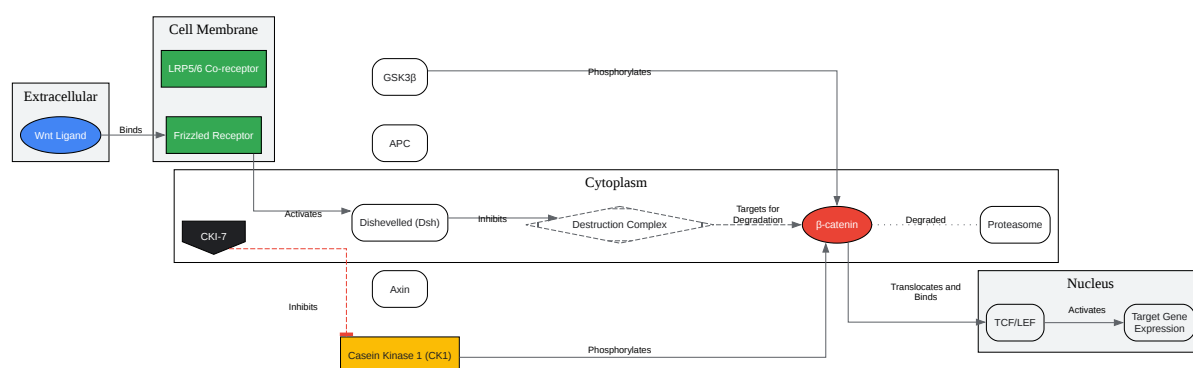 Cell Membrane
LRP5/6 Co-receptor
Frizzled Receptor
Extracellular
Wnt Ligand
Binds
GSK3β
Phosphorylates
APC
Cytoplasm
CKI-7
Activates
Dishevelled (Dsh)
Inhibits
Destruction Complex
Targets for
Degradation
β-catenin
Degraded
Proteasome
Axin
Inhibits
Casein Kinase 1 (CK1)
Phosphorylates
Translocates and
Binds
Nucleus
TCF/LEF
Activates
Target Gene
Expression